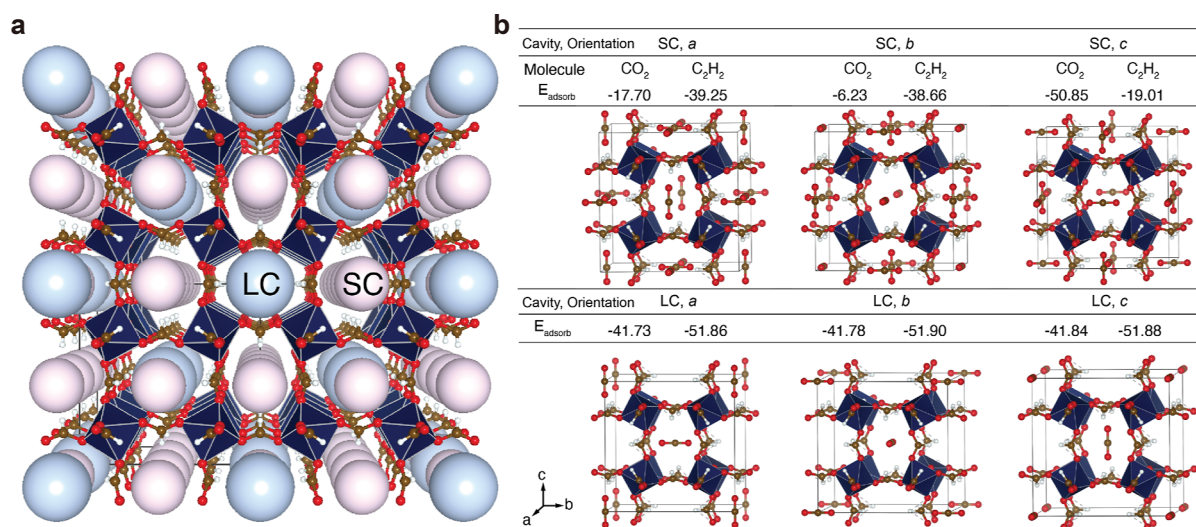 a
LC
SC
b
Cavity, Orientation SC, a SC, b SC, c
Molecule CO₂ C₂H₂ CO₂ C₂H₂ CO₂ C₂H₂
E_adsorb -17.70 -39.25 -6.23 -38.66 -50.85 -19.01
Cavity, Orientation LC, a LC, b LC, c
E_adsorb -41.73 -51.86 -41.78 -51.90 -41.84 -51.88
c
b
a